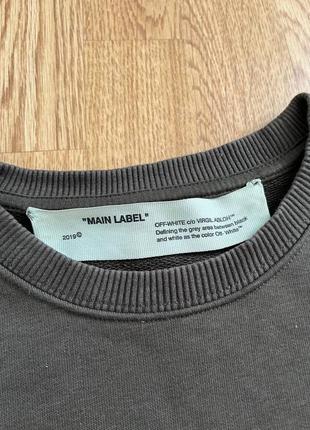 "MAIN LABEL"
2019©
OFF-WHITE c/o VIRGIL ABLOH™
Defining the grey area between black
and white as the color Off-White™